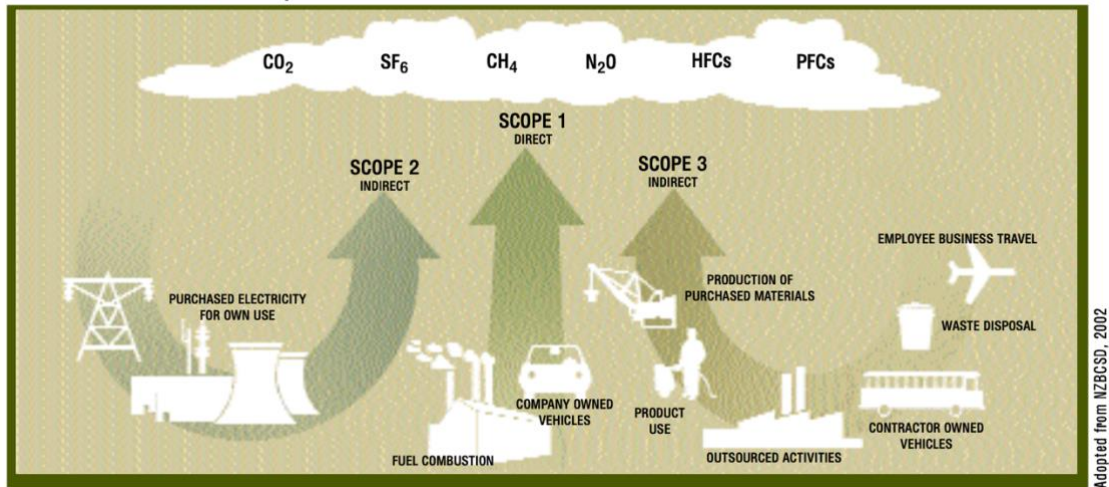 CO2
SF6
CH4
N2O
HFCs
PFCs
SCOPE 1
DIRECT
SCOPE 2
INDIRECT
SCOPE 3
INDIRECT
EMPLOYEE BUSINESS TRAVEL
PURCHASED ELECTRICITY
FOR OWN USE
PRODUCTION OF
PURCHASED MATERIALS
WASTE DISPOSAL
COMPANY OWNED
VEHICLES
PRODUCT
USE
CONTRACTOR OWNED
VEHICLES
FUEL COMBUSTION
OUTSOURCED ACTIVITIES
Adopted from NZBCSD, 2002